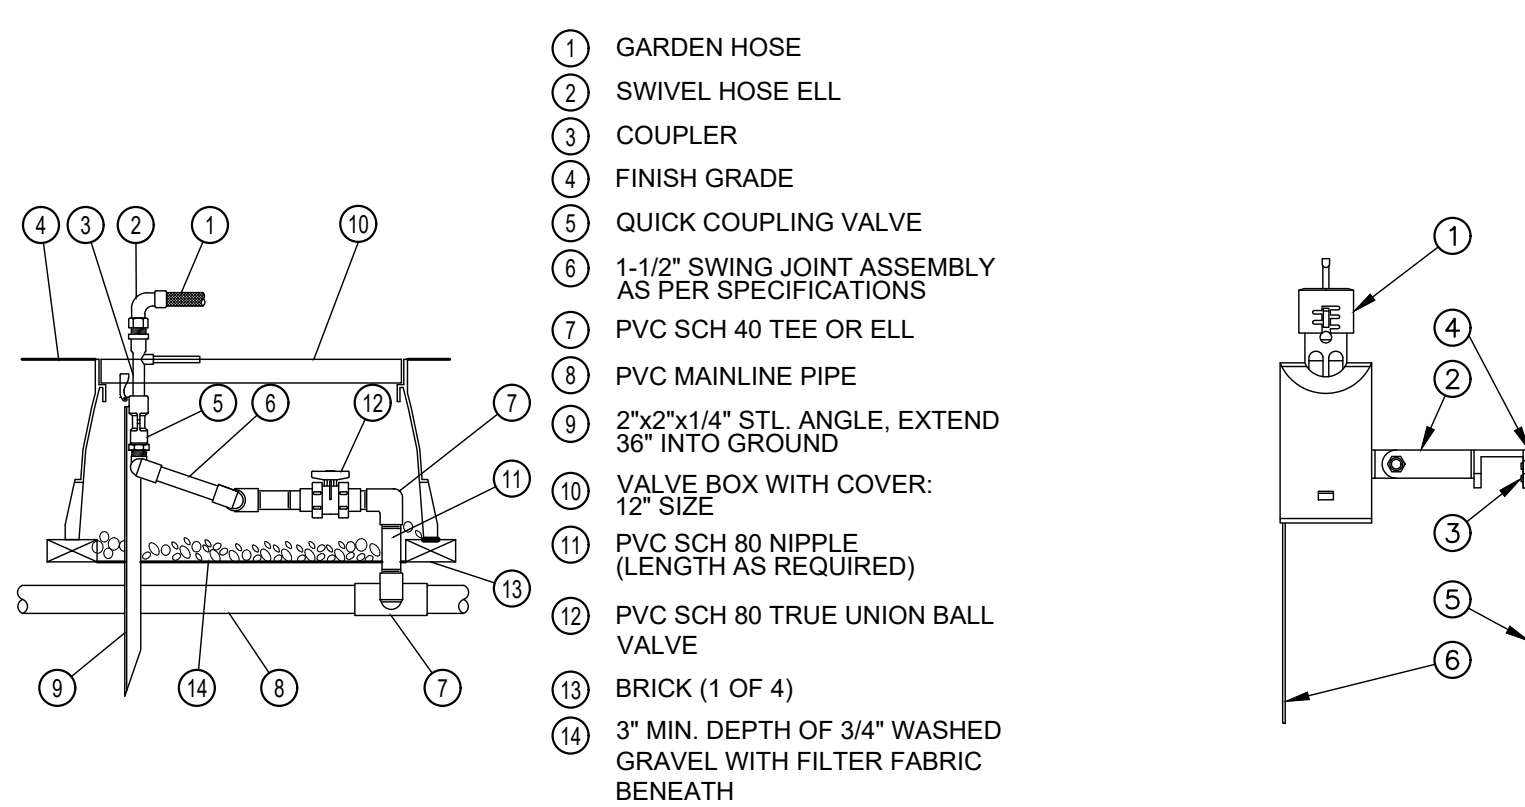 1 GARDEN HOSE
2 SWIVEL HOSE ELL
3 COUPLER
4 FINISH GRADE
5 QUICK COUPLING VALVE
6 1-1/2" SWING JOINT ASSEMBLY
AS PER SPECIFICATIONS
7 PVC SCH 40 TEE OR ELL
8 PVC MAINLINE PIPE
9 2"x2"x1/4" STL. ANGLE, EXTEND
36" INTO GROUND
10 VALVE BOX WITH COVER:
12" SIZE
11 PVC SCH 80 NIPPLE
(LENGTH AS REQUIRED)
12 PVC SCH 80 TRUE UNION BALL
VALVE
13 BRICK (1 OF 4)
14 3" MIN. DEPTH OF 3/4" WASHED
GRAVEL WITH FILTER FABRIC
BENEATH
4 3 2 1 10
5 6 12 7
11
13
9 14 8 7
1
4
2
3
5
6